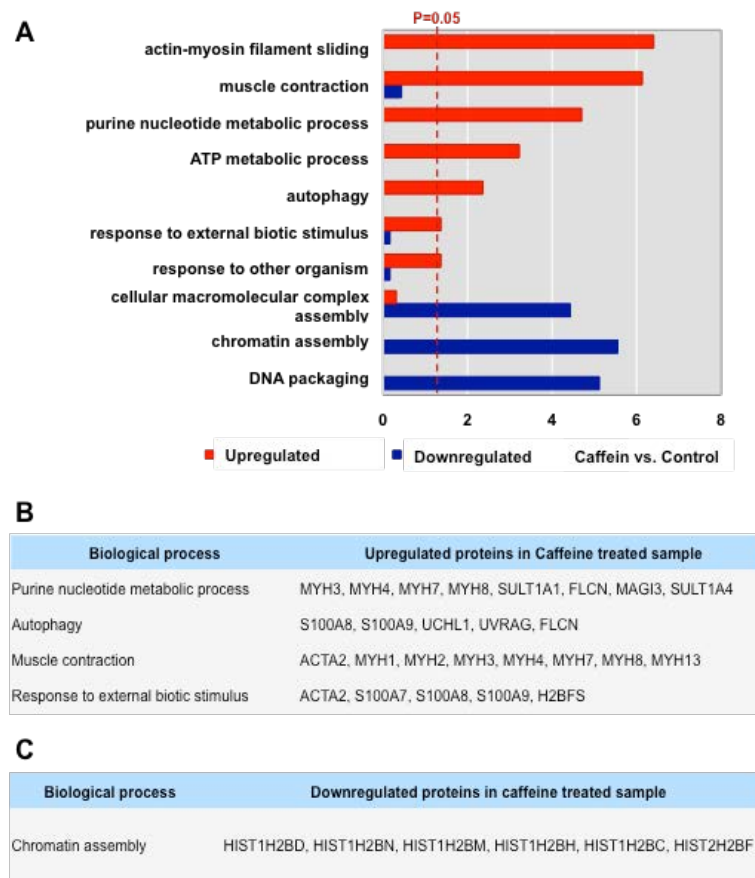 A
P=0.05
actin-myosin filament sliding
muscle contraction
purine nucleotide metabolic process
ATP metabolic process
autophagy
response to external biotic stimulus
response to other organism
cellular macromolecular complex
assembly
chromatin assembly
DNA packaging
0 2 4 6 8
Upregulated Downregulated Caffein vs. Control
B
Biological process Upregulated proteins in Caffeine treated sample
Purine nucleotide metabolic process MYH3, MYH4, MYH7, MYH8, SULT1A1, FLCN, MAGI3, SULT1A4
Autophagy S100A8, S100A9, UCHL1, UVRAG, FLCN
Muscle contraction ACTA2, MYH1, MYH2, MYH3, MYH4, MYH7, MYH8, MYH13
Response to external biotic stimulus ACTA2, S100A7, S100A8, S100A9, H2BFS
C
Biological process Downregulated proteins in caffeine treated sample
Chromatin assembly HIST1H2BD, HIST1H2BN, HIST1H2BM, HIST1H2BH, HIST1H2BC, HIST2H2BF